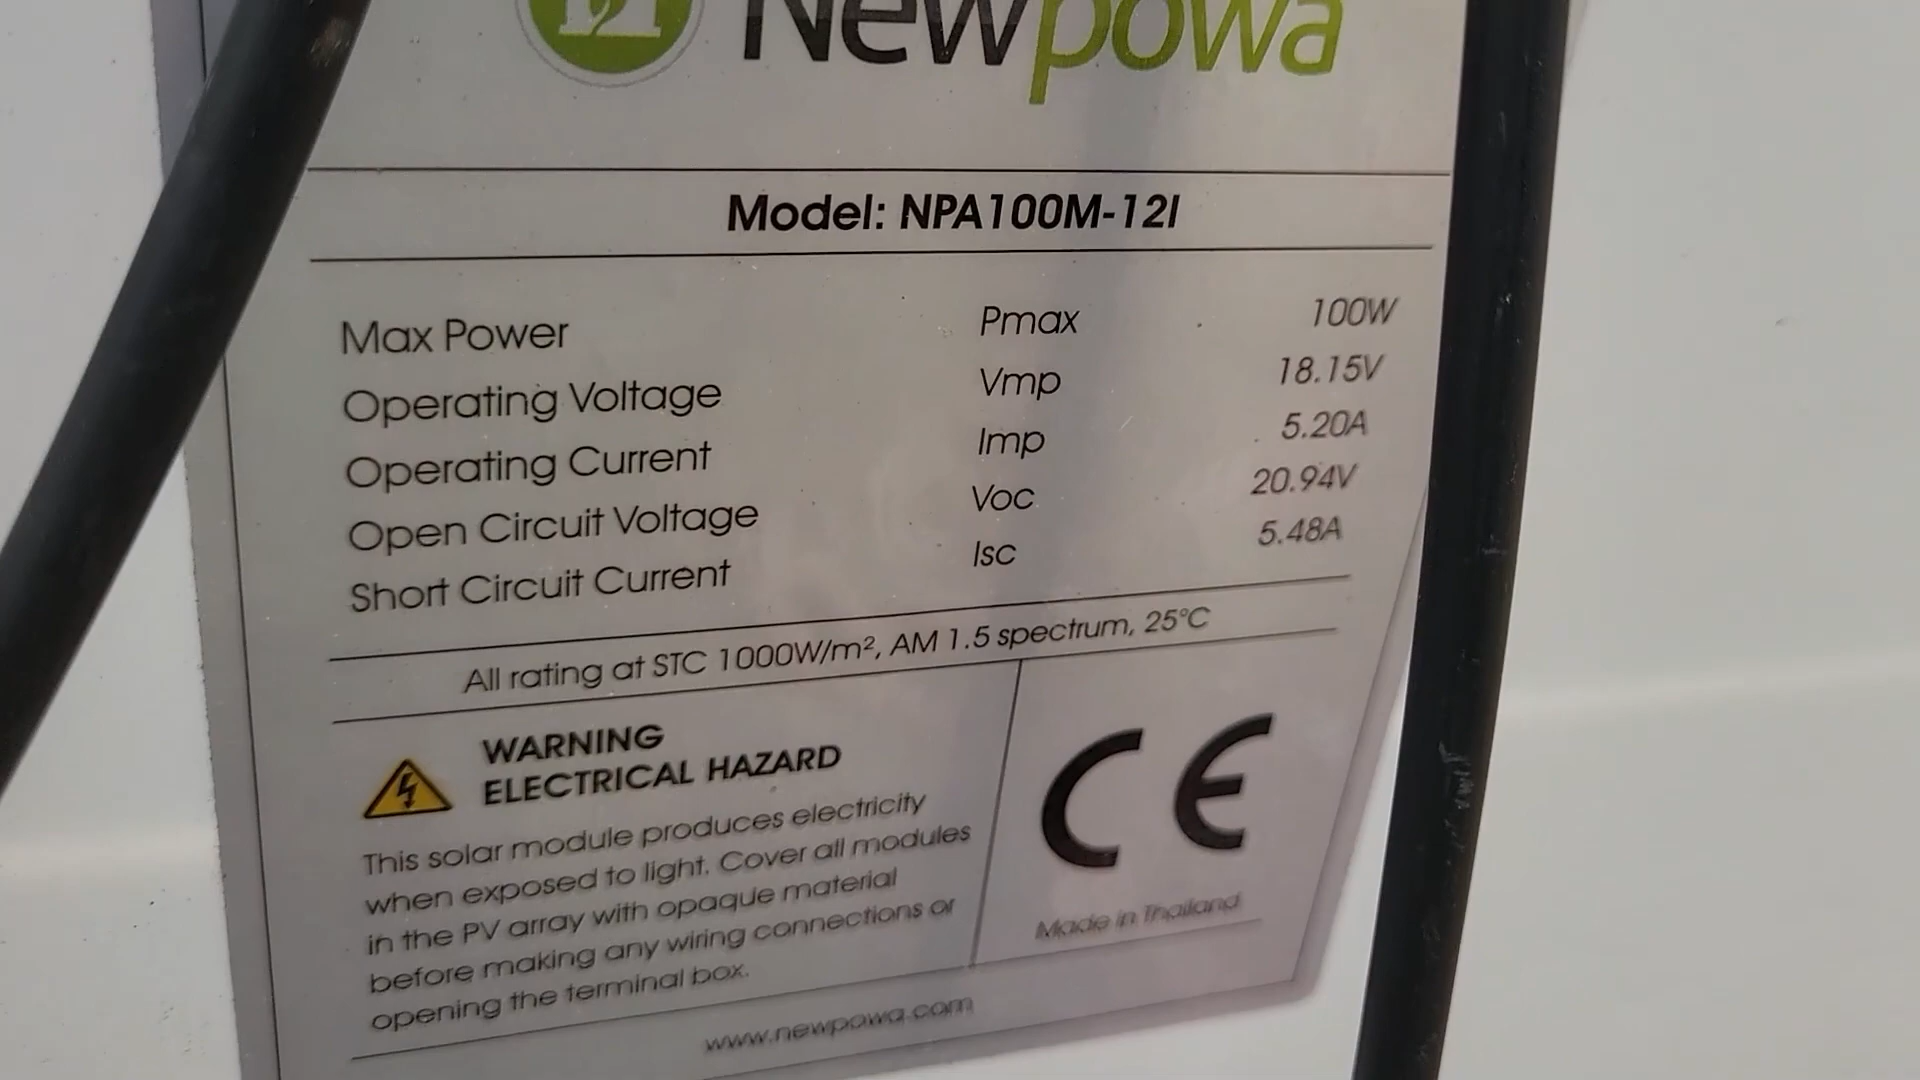 Newpowa
Model: NPA100M-12I
Max Power Pmax 100W
Operating Voltage Vmp 18.15V
Operating Current Imp 5.20A
Open Circuit Voltage Voc 20.94V
Short Circuit Current Isc 5.48A
All rating at STC 1000W/m², AM 1.5 spectrum, 25°C
WARNING
ELECTRICAL HAZARD
This solar module produces electricity
when exposed to light. Cover all modules
in the PV array with opaque material
before making any wiring connections or
opening the terminal box.
CE
Made in Thailand
www.newpowa.com